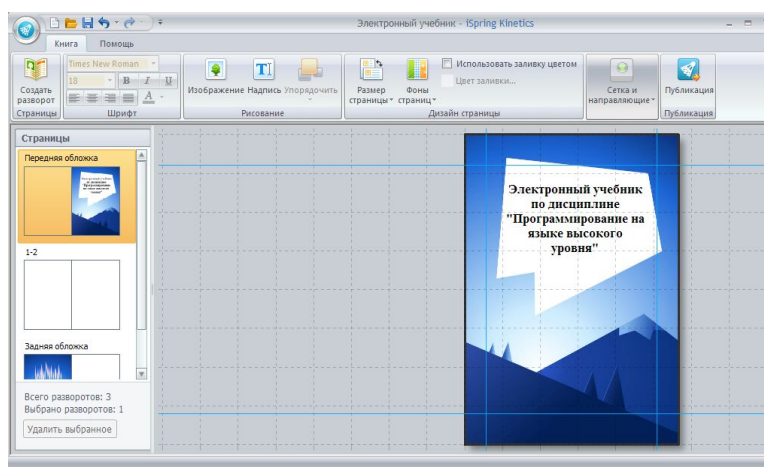 Электронный учебник - iSpring Kinetics
Книга Помощь
Times New Roman
18 B I U
A
Создать разворот
Изображение Надпись Упорядочить
Размер страницы Фоны страниц
Использовать заливку цветом
Цвет заливки...
Сетка и направляющие
Публикация
Страницы Шрифт Рисование Дизайн страницы Публикация
Страницы
Передняя обложка
1-2
Задняя обложка
Всего разворотов: 3
Выбрано разворотов: 1
Удалить выбранное
Электронный учебник
по дисциплине
"Программирование на
языке высокого
уровня"